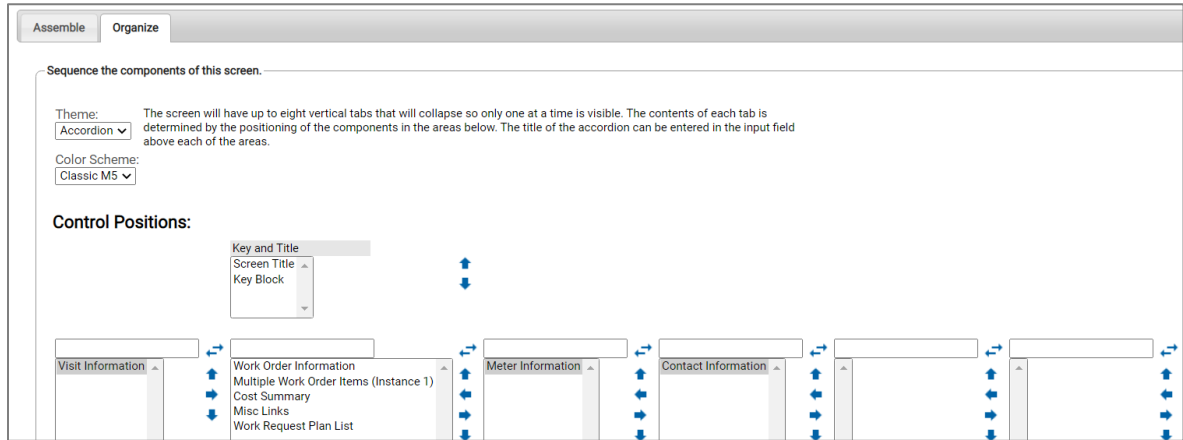 Assemble
Organize
Sequence the components of this screen.
Theme:
Accordion
The screen will have up to eight vertical tabs that will collapse so only one at a time is visible. The contents of each tab is
determined by the positioning of the components in the areas below. The title of the accordion can be entered in the input field
above each of the areas.
Color Scheme:
Classic M5
Control Positions:
Key and Title
Screen Title
Key Block
Visit Information
Work Order Information
Multiple Work Order Items (Instance 1)
Cost Summary
Misc Links
Work Request Plan List
Meter Information
Contact Information